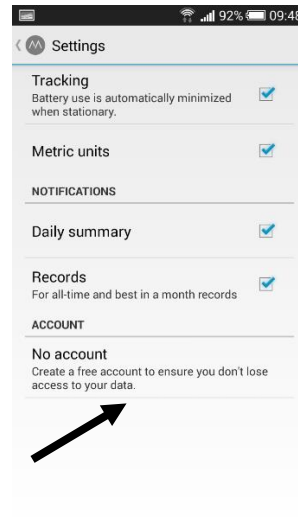 92% 09:48
Settings
Tracking
Battery use is automatically minimized
when stationary.
Metric units
NOTIFICATIONS
Daily summary
Records
For all-time and best in a month records
ACCOUNT
No account
Create a free account to ensure you don't lose
access to your data.